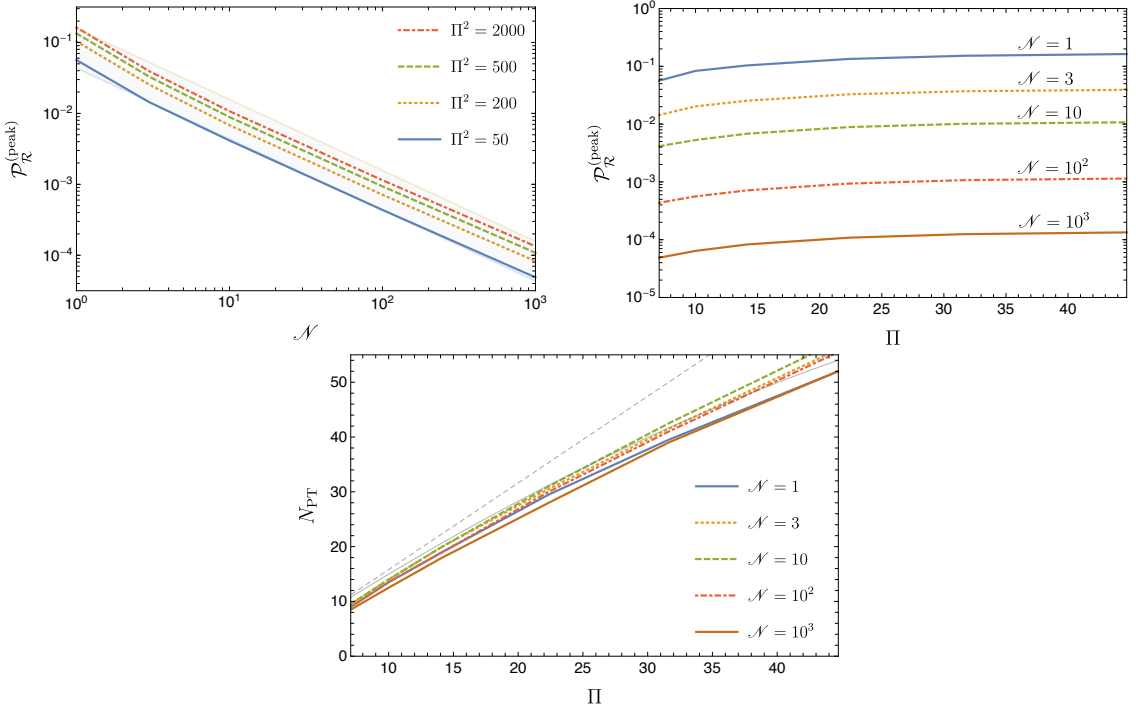 10⁻¹
10⁻²
10⁻³
10⁻⁴
10⁰
10¹
10²
10³
𝒫_ℛ^(peak)
𝒩
Π² = 2000
Π² = 500
Π² = 200
Π² = 50
10⁰
10⁻¹
10⁻²
10⁻³
10⁻⁴
10⁻⁵
10
15
20
25
30
35
40
𝒫_ℛ^(peak)
Π
𝒩 = 1
𝒩 = 3
𝒩 = 10
𝒩 = 10²
𝒩 = 10³
50
40
30
20
10
0
10
15
20
25
30
35
40
N_PT
Π
𝒩 = 1
𝒩 = 3
𝒩 = 10
𝒩 = 10²
𝒩 = 10³